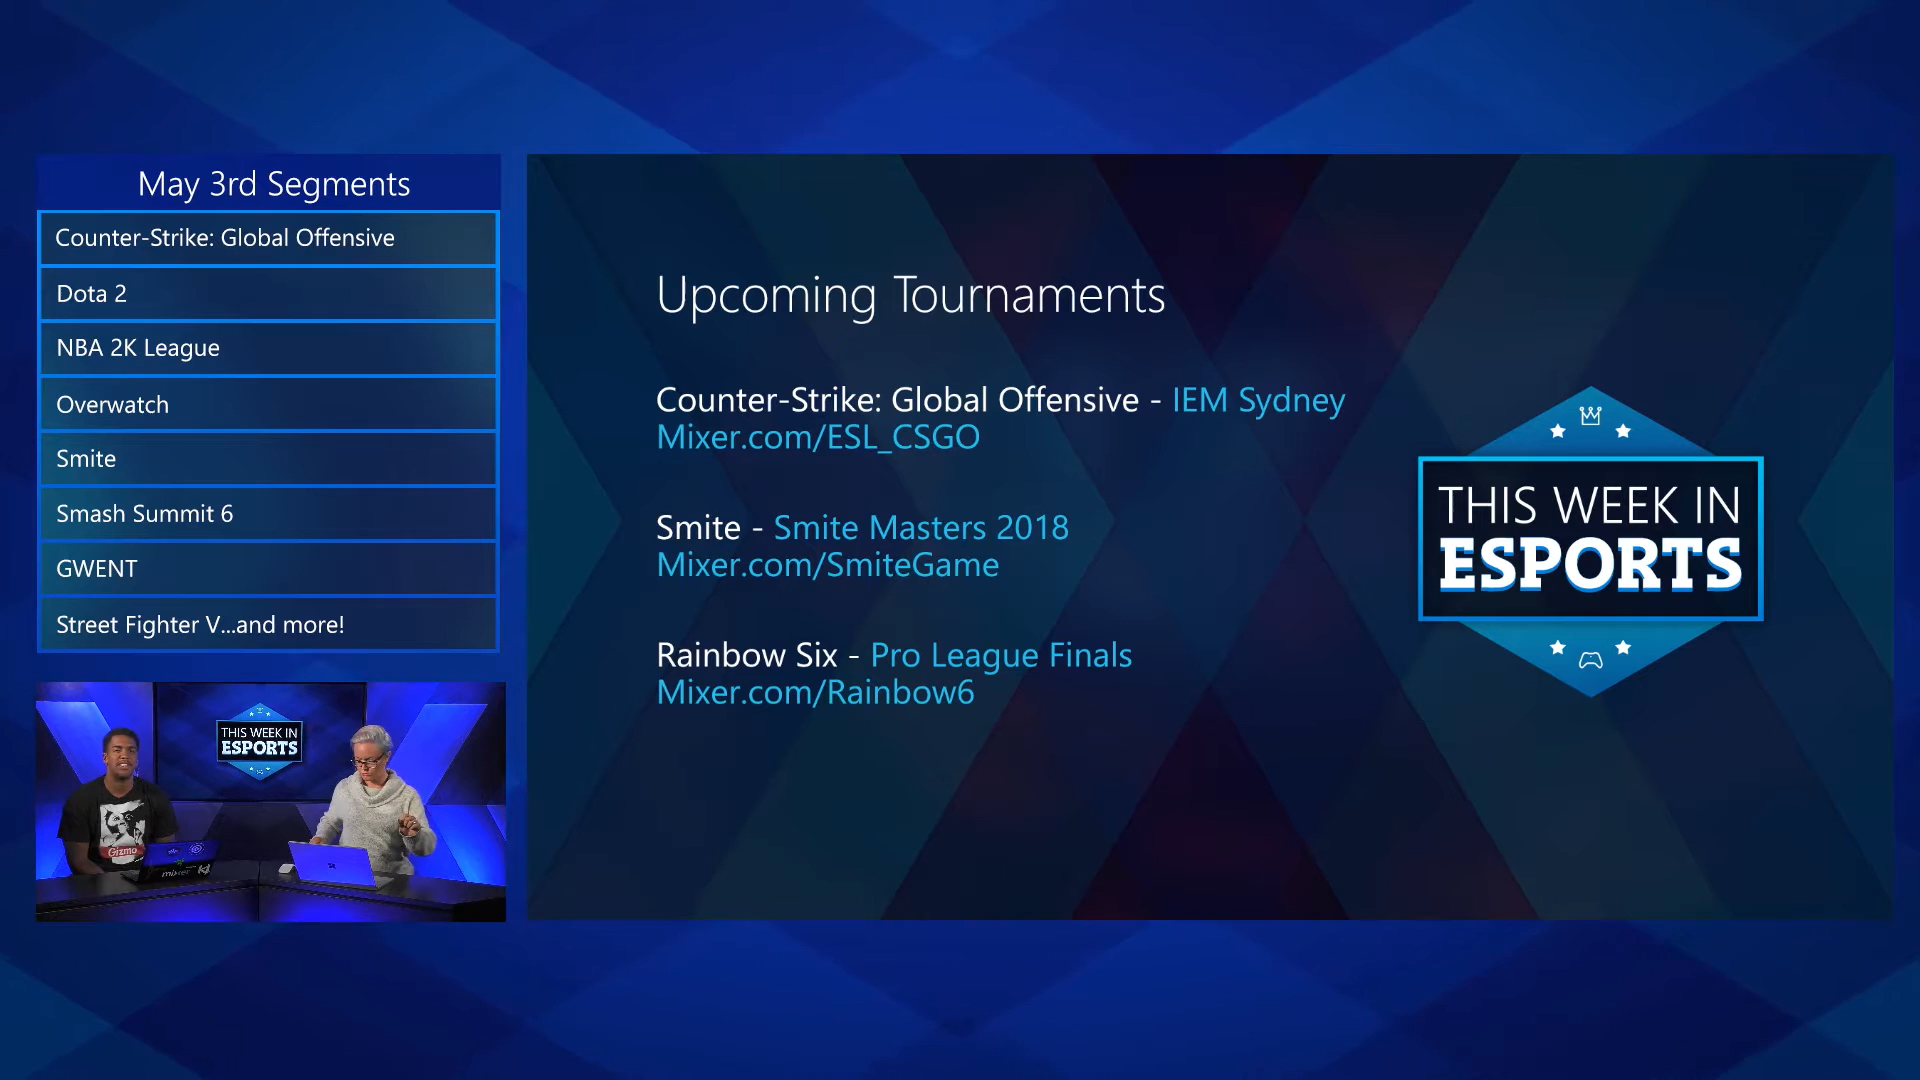 May 3rd Segments
Counter-Strike: Global Offensive
Dota 2
NBA 2K League
Overwatch
Smite
Smash Summit 6
GWENT
Street Fighter V...and more!
Upcoming Tournaments
Counter-Strike: Global Offensive - IEM Sydney
Mixer.com/ESL_CSGO
Smite - Smite Masters 2018
Mixer.com/SmiteGame
Rainbow Six - Pro League Finals
Mixer.com/Rainbow6
THIS WEEK IN
ESPORTS
THIS WEEK IN
ESPORTS
Gizmo
mixer